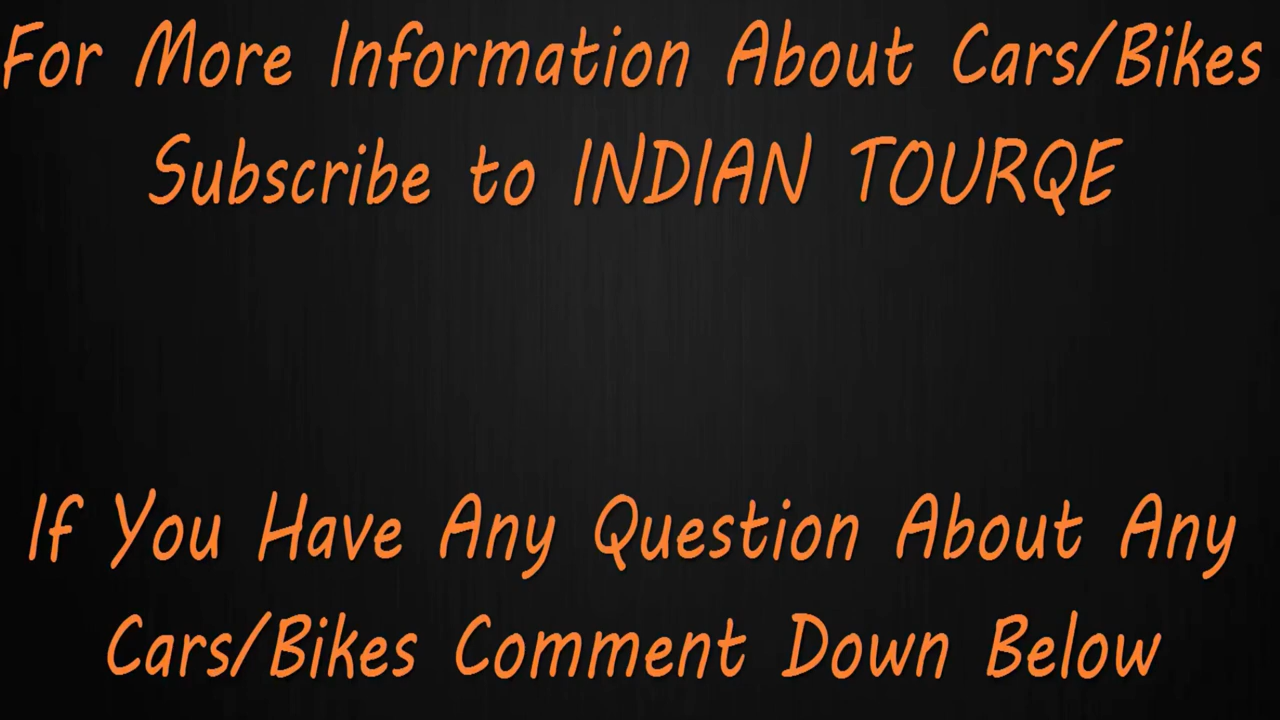 For More Information About Cars/Bikes
Subscribe to INDIAN TOURQE
If You Have Any Question About Any
Cars/Bikes Comment Down Below